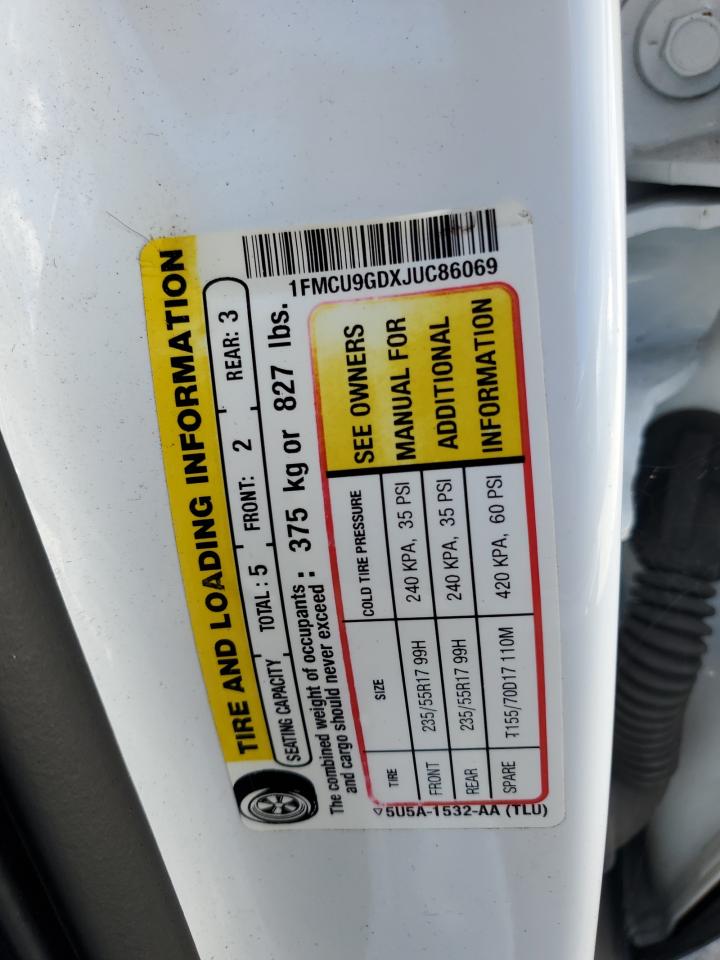 1FMCU9GDXJUC86069
TIRE AND LOADING INFORMATION
SEATING CAPACITY TOTAL : 5 FRONT: 2 REAR: 3
The combined weight of occupants and cargo should never exceed : 375 kg or 827 lbs.
TIRE SIZE COLD TIRE PRESSURE
FRONT 235/55R17 99H 240 KPA, 35 PSI
REAR 235/55R17 99H 240 KPA, 35 PSI
SPARE T155/70D17 110M 420 KPA, 60 PSI
SEE OWNERS
MANUAL FOR
ADDITIONAL
INFORMATION
5U5A-1532-AA (TLU)